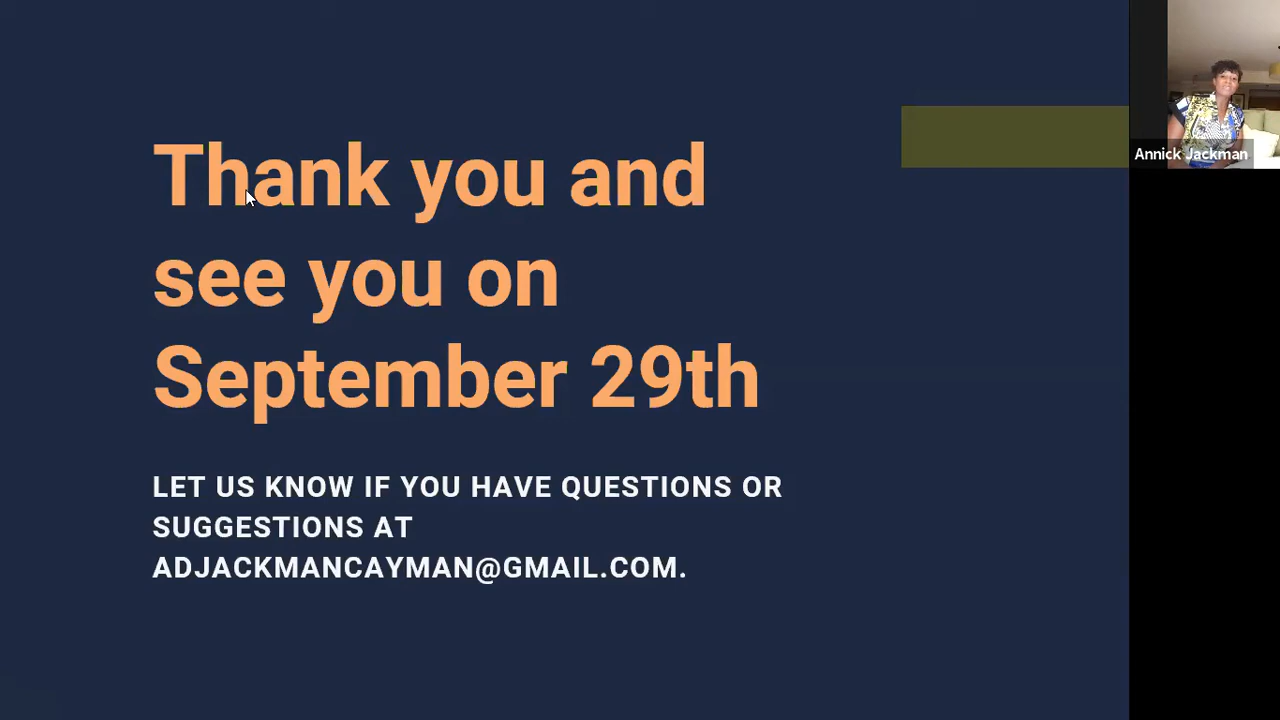 Thank you and
see you on
September 29th
LET US KNOW IF YOU HAVE QUESTIONS OR
SUGGESTIONS AT
ADJACKMANCAYMAN@GMAIL.COM.
Annick Jackman